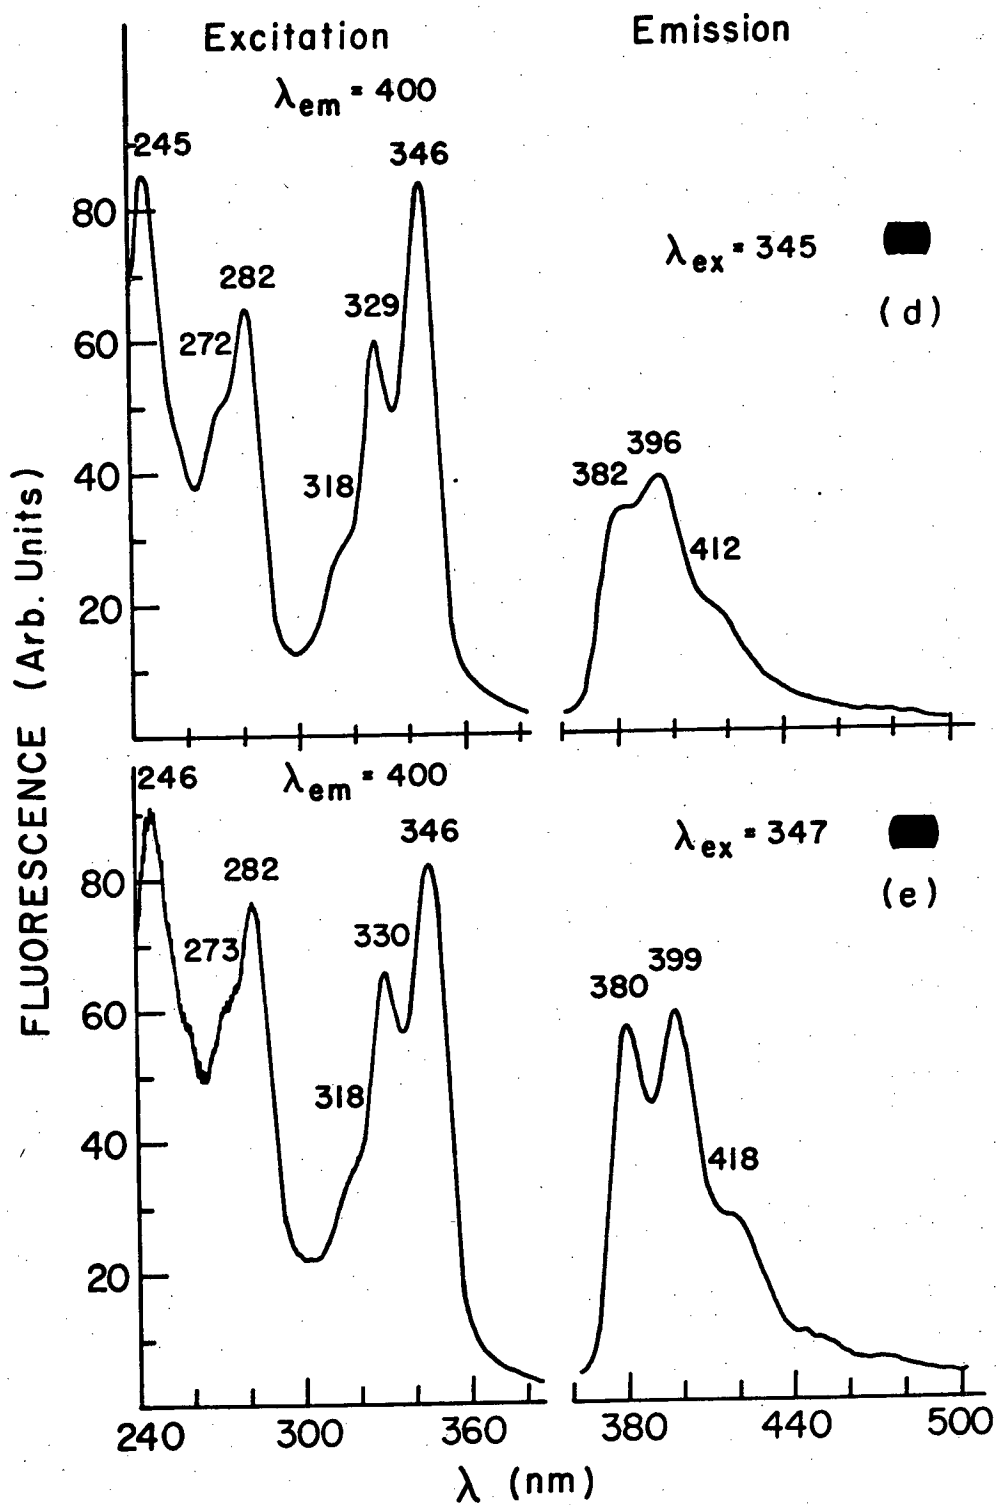 Excitation
Emission
λem = 400
245
346
80
282
329
λex = 345
(d)
272
60
396
382
318
40
412
20
FLUORESCENCE (Arb. Units)
246
λem = 400
346
λex = 347
282
80
(e)
273
330
399
380
60
318
40
418
20
240 300 360 380 440 500
λ (nm)